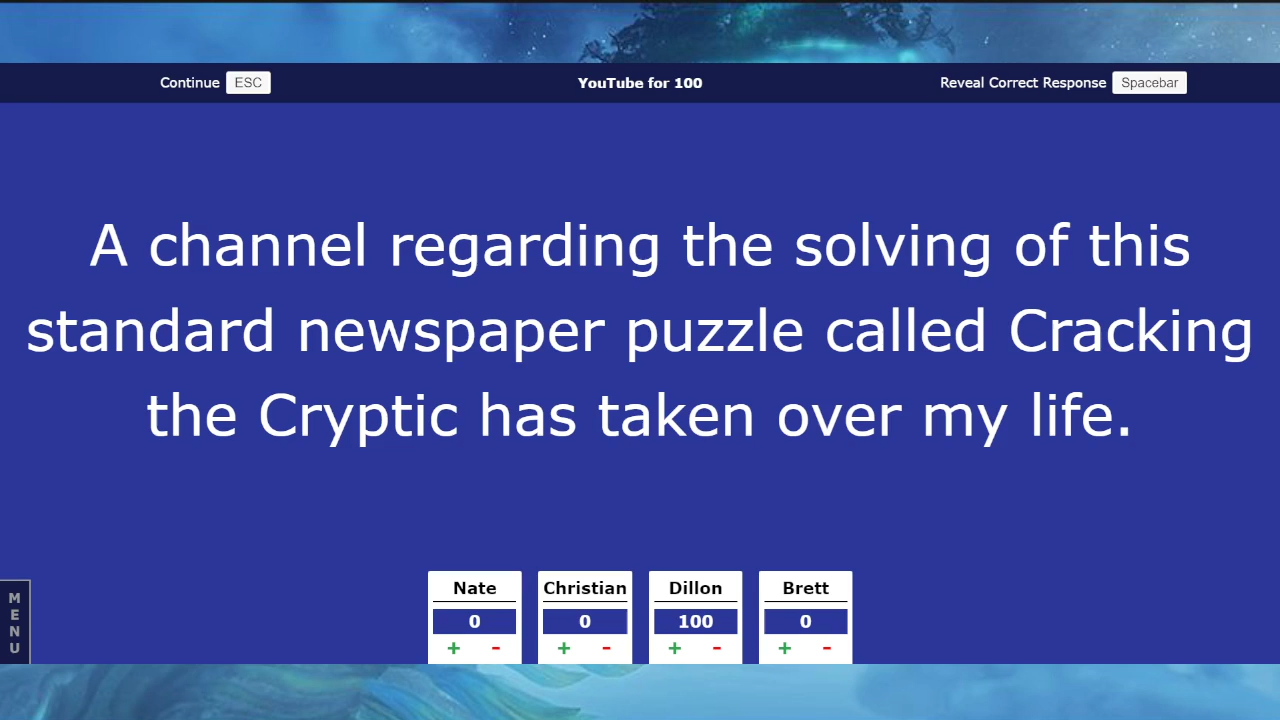 Continue ESC YouTube for 100 Reveal Correct Response Spacebar
A channel regarding the solving of this
standard newspaper puzzle called Cracking
the Cryptic has taken over my life.
MENU
Nate Christian Dillon Brett
0 0 100 0
+ - + - + - + -